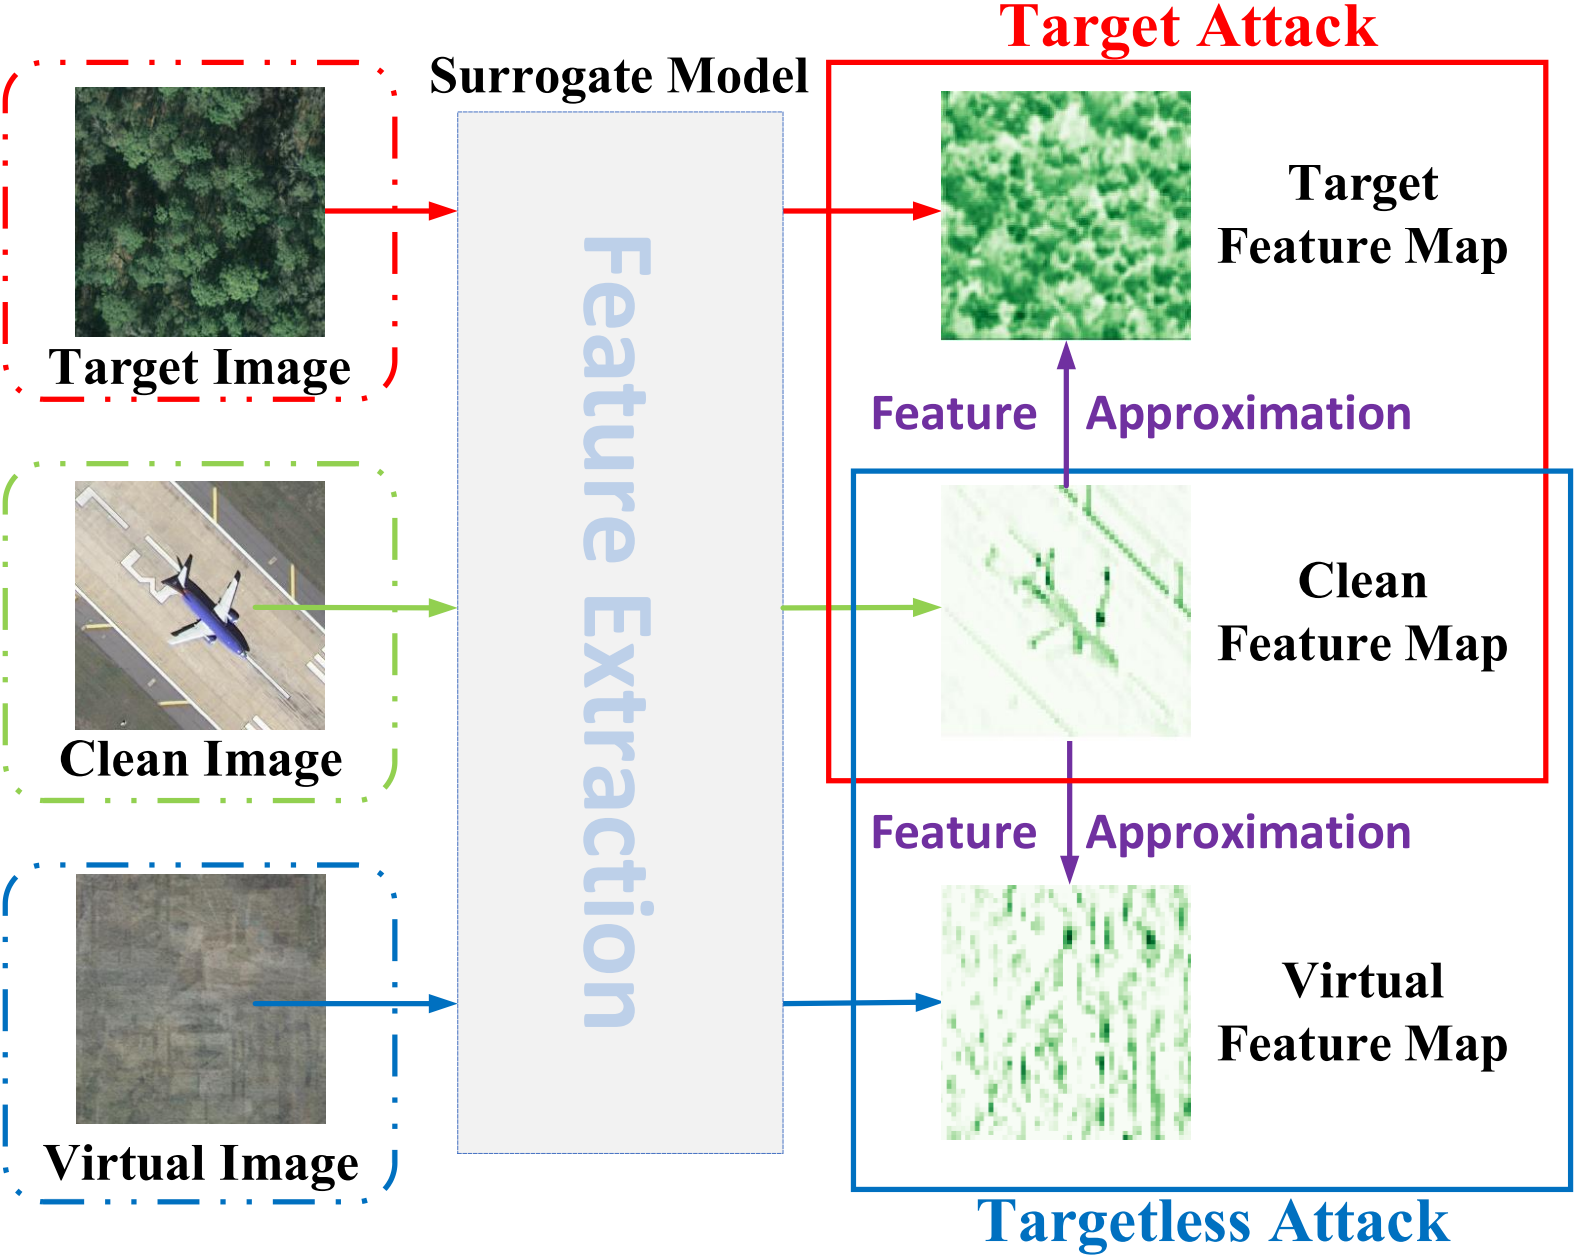 Target Attack
Surrogate Model
Target
Feature Map
Target Image
Feature Approximation
Feature Extraction
Clean
Feature Map
Clean Image
Feature Approximation
Virtual
Feature Map
Virtual Image
Targetless Attack